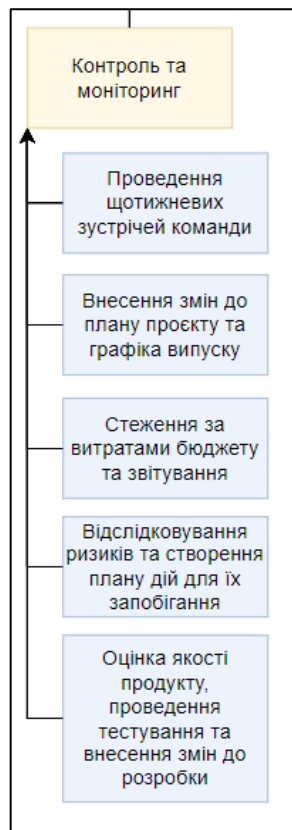 Контроль та
моніторинг
Проведення
щотижневих
зустрічей команди
Внесення змін до
плану проєкту та
графіка випуску
Стеження за
витратами бюджету
та звітування
Відслідковування
ризиків та створення
плану дій для їх
запобігання
Оцінка якості
продукту,
проведення
тестування та
внесення змін до
розробки